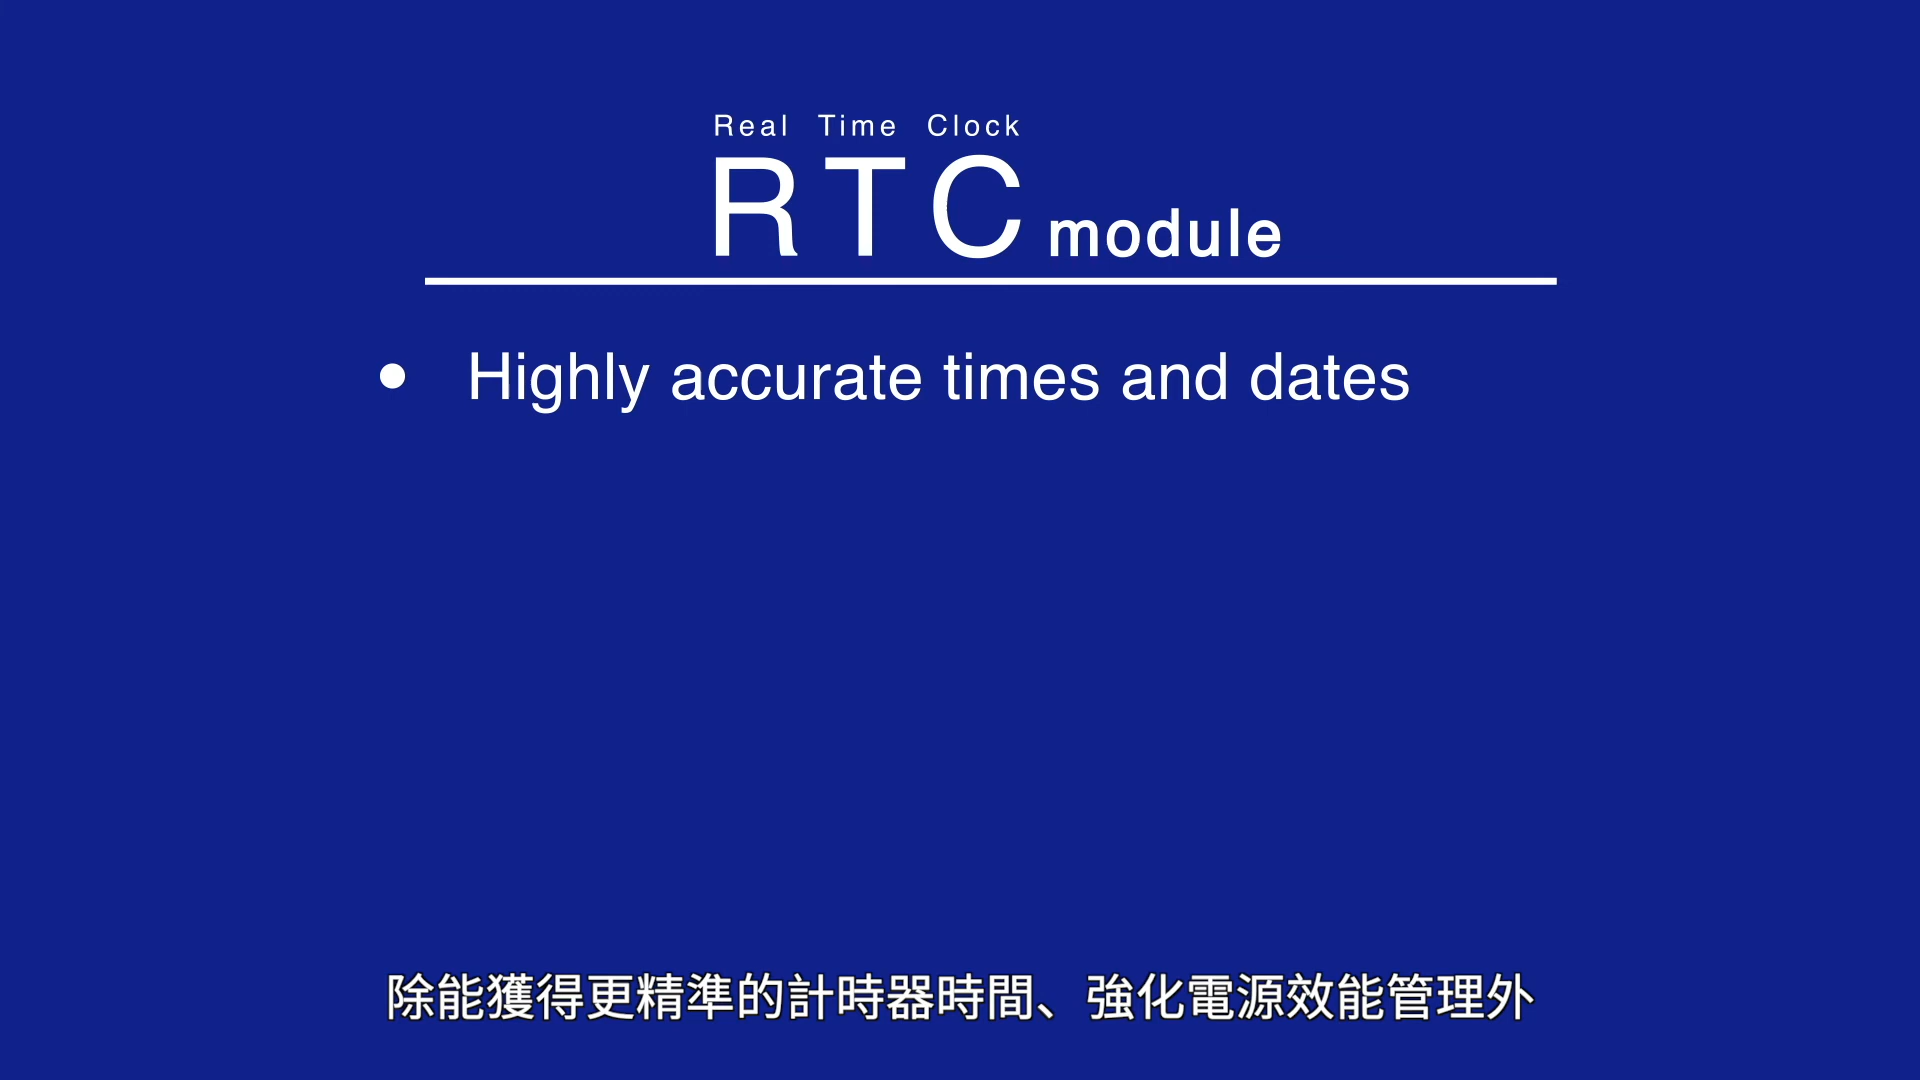 Real Time Clock
RTC module
• Highly accurate times and dates
除能獲得更精準的計時器時間、強化電源效能管理外